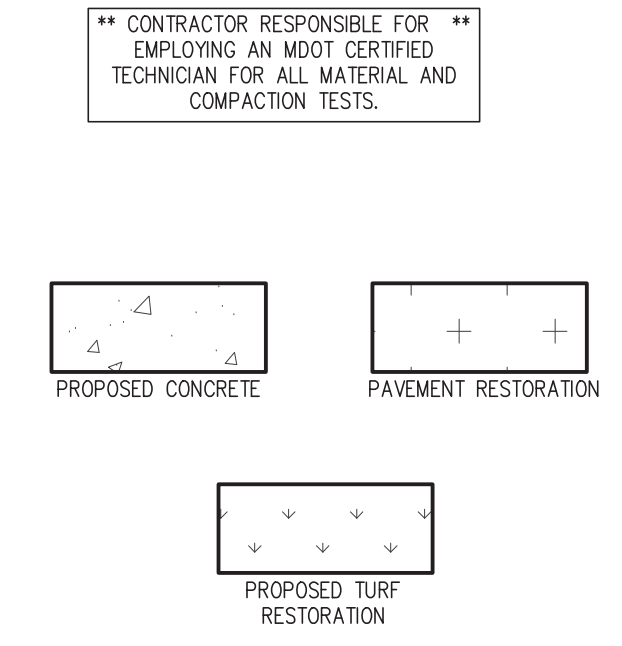 ** CONTRACTOR RESPONSIBLE FOR **
EMPLOYING AN MDOT CERTIFIED
TECHNICIAN FOR ALL MATERIAL AND
COMPACTION TESTS.
PROPOSED CONCRETE
PAVEMENT RESTORATION
PROPOSED TURF
RESTORATION